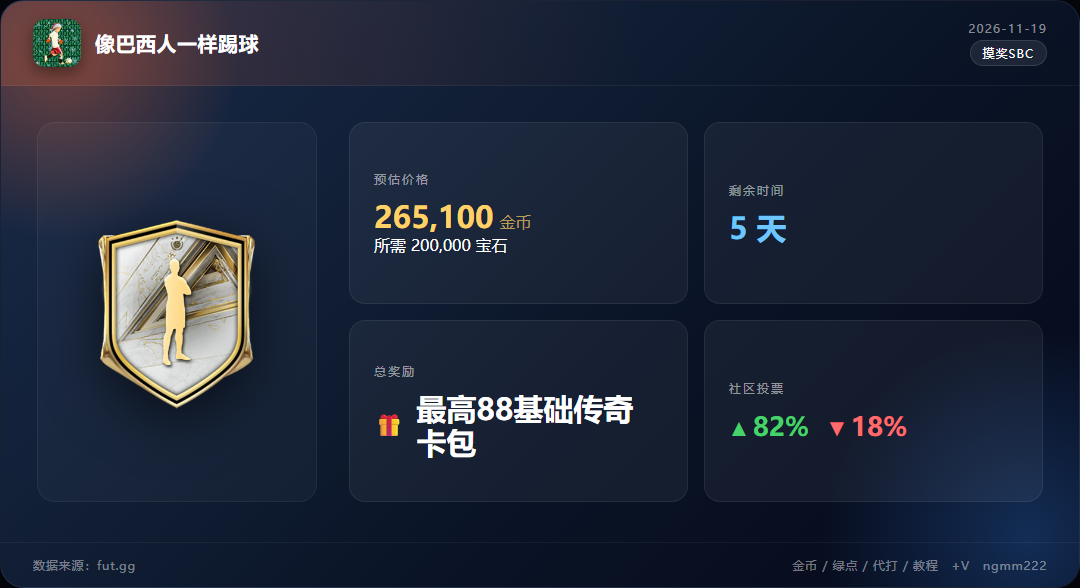 像巴西人一样踢球
2026-11-19
摸奖SBC
预估价格
265,100 金币
所需 200,000 宝石
剩余时间
5 天
总奖励
最高88基础传奇
卡包
社区投票
▲82% ▼18%
数据来源：fut.gg
金币 / 绿点 / 代打 / 教程 +V ngmm222